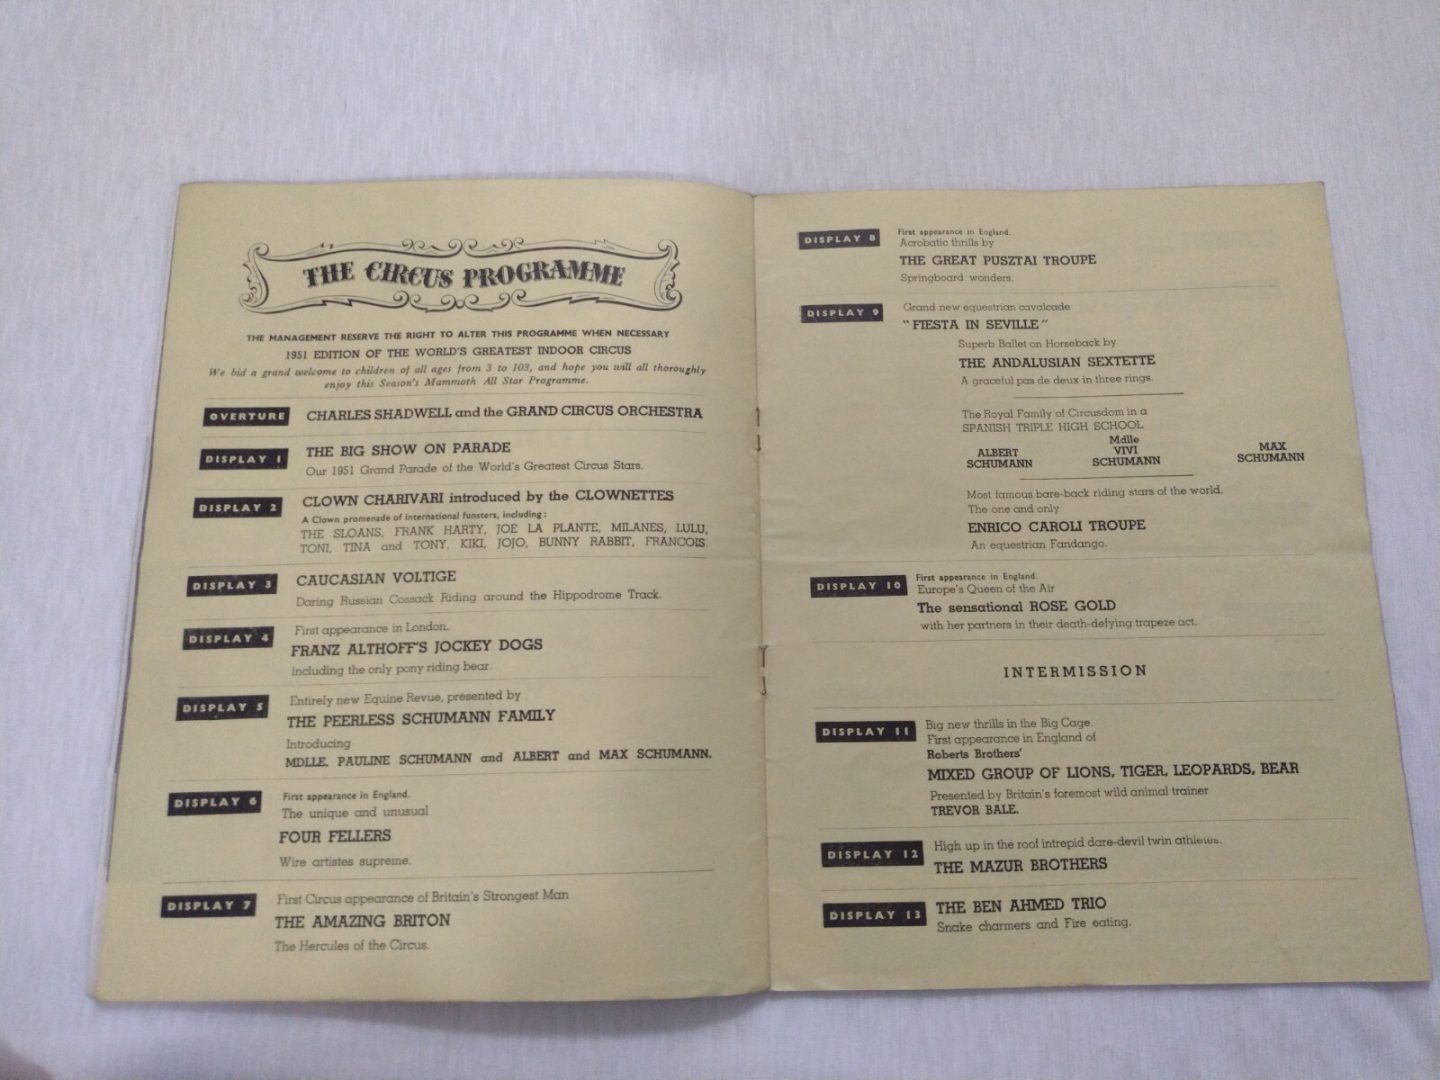 THE CIRCUS PROGRAMME
THE MANAGEMENT RESERVE THE RIGHT TO ALTER THIS PROGRAMME WHEN NECESSARY
1951 EDITION OF THE WORLD'S GREATEST INDOOR CIRCUS
We bid a grand welcome to children of all ages from 3 to 103, and hope you will all thoroughly
enjoy this Season's Mammoth All Star Programme.
OVERTURE CHARLES SHADWELL and the GRAND CIRCUS ORCHESTRA
DISPLAY 1 THE BIG SHOW ON PARADE
Our 1951 Grand Parade of the World's Greatest Circus Stars.
DISPLAY 2 CLOWN CHARIVARI introduced by the CLOWNETTES
A Clown promenade of international funsters, including:
THE SLOANS, FRANK HARTY, JOE LA PLANTE, MILANES, LULU,
TONI, TINA and TONY, KIKI, JOJO, BUNNY RABBIT, FRANCOIS.
DISPLAY 3 CAUCASIAN VOLTIGE
Daring Russian Cossack Riding around the Hippodrome Track.
DISPLAY 4 First appearance in London.
FRANZ ALTHOFF'S JOCKEY DOGS
including the only pony riding bear.
DISPLAY 5 Entirely new Equine Revue, presented by
THE PEERLESS SCHUMANN FAMILY
Introducing
MDLLE. PAULINE SCHUMANN and ALBERT and MAX SCHUMANN.
DISPLAY 6 First appearance in England.
The unique and unusual
FOUR FELLERS
Wire artistes supreme.
DISPLAY 7 First Circus appearance of Britain's Strongest Man
THE AMAZING BRITON
The Hercules of the Circus.
DISPLAY 8 First appearance in England.
Acrobatic thrills by
THE GREAT PUSZTAI TROUPE
Springboard wonders.
DISPLAY 9 Grand new equestrian cavalcade
"FIESTA IN SEVILLE"
Superb Ballet on Horseback by
THE ANDALUSIAN SEXTETTE
A graceful pas de deux in three rings.
The Royal Family of Circusdom in a
SPANISH TRIPLE HIGH SCHOOL
ALBERT SCHUMANN
Mdlle VIVI SCHUMANN
MAX SCHUMANN
Most famous bare-back riding stars of the world.
The one and only
ENRICO CAROLI TROUPE
An equestrian Fandango.
DISPLAY 10 First appearance in England.
Europe's Queen of the Air
The sensational ROSE GOLD
with her partners in their death-defying trapeze act.
INTERMISSION
DISPLAY 11 Big new thrills in the Big Cage.
First appearance in England of
Roberts Brothers'
MIXED GROUP OF LIONS, TIGER, LEOPARDS, BEAR
Presented by Britain's foremost wild animal trainer
TREVOR BALE.
DISPLAY 12 High up in the roof intrepid dare-devil twin athletes.
THE MAZUR BROTHERS
DISPLAY 13 THE BEN AHMED TRIO
Snake charmers and Fire eating.